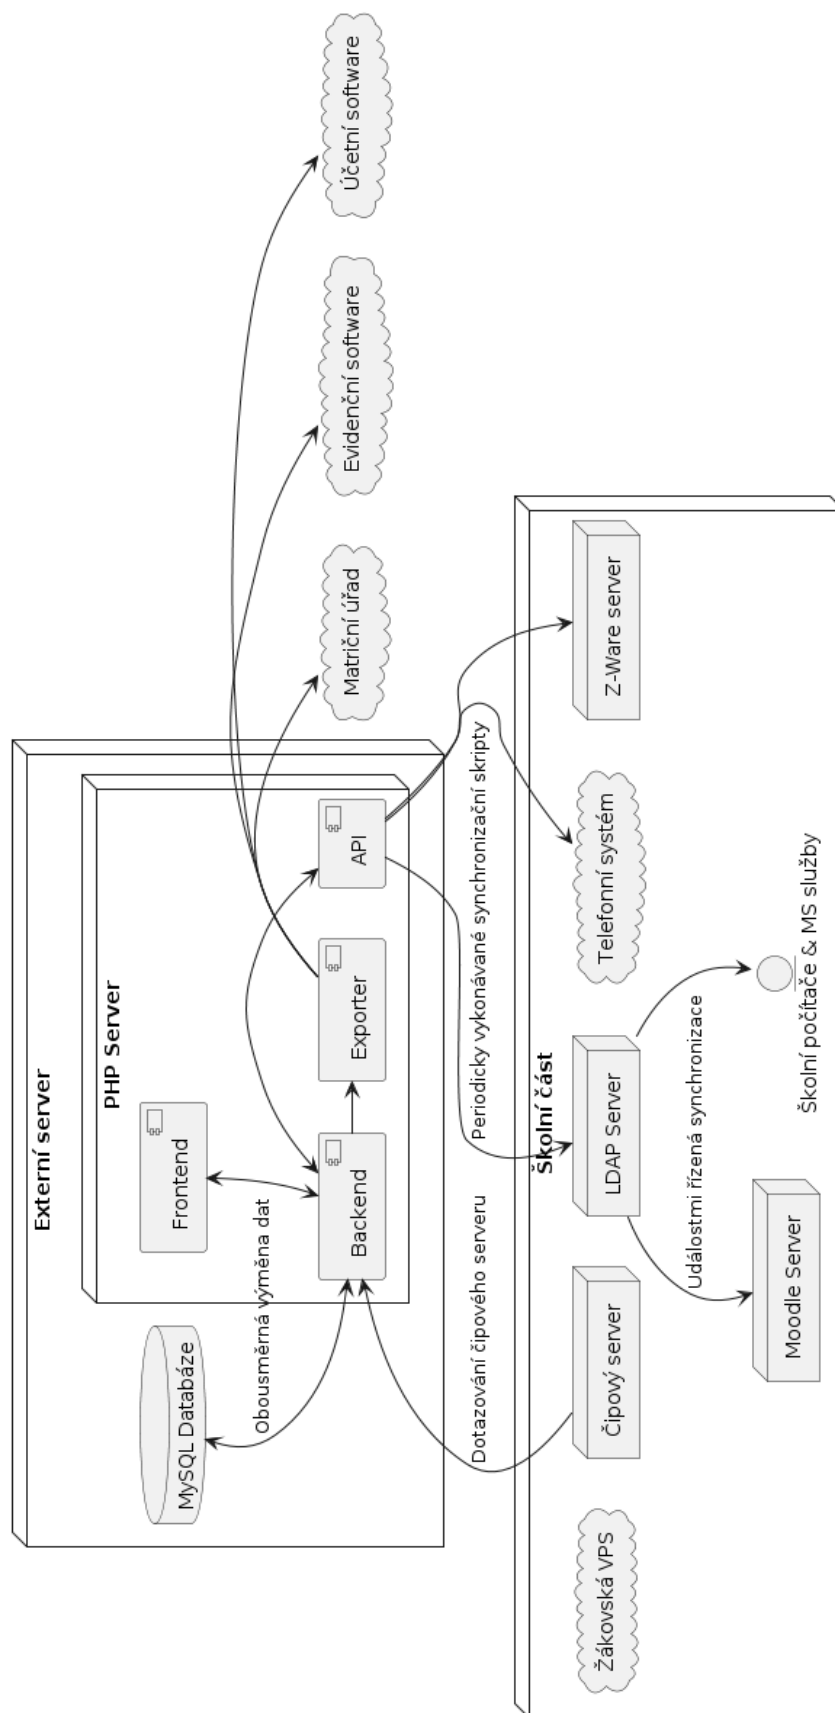 Externí server
PHP Server
MySQL Databáze
Frontend
Obousměrná výměna dat
Backend
Exporter
API
Matriční úřad
Evidenční software
Účetní software
Dotazování čipového serveru
Periodicky vykonávané synchronizační skripty
Školní část
Žákovská VPS
Čipový server
LDAP Server
Telefonní systém
Z-Ware server
Událostmi řízená synchronizace
Moodle Server
Školní počítače & MS služby